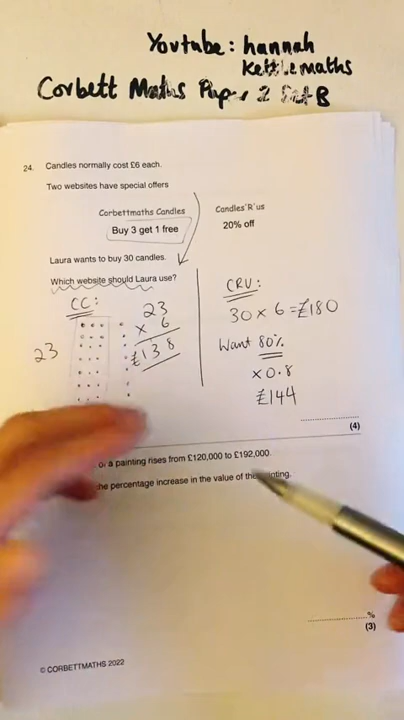 Youtube: hannah
kettlemaths
Corbett Maths Paper 2 Set B
24. Candles normally cost £6 each.
Two websites have special offers
Corbettmaths Candles
Buy 3 get 1 free
Candles'R'us
20% off
Laura wants to buy 30 candles.
Which website should Laura use?
CC:
23
23
× 6
£138
CRU:
30 × 6 = £180
Want 80%
×0.8
£144
(4)
of a painting rises from £120,000 to £192,000.
the percentage increase in the value of the painting.
%
(3)
© CORBETTMATHS 2022